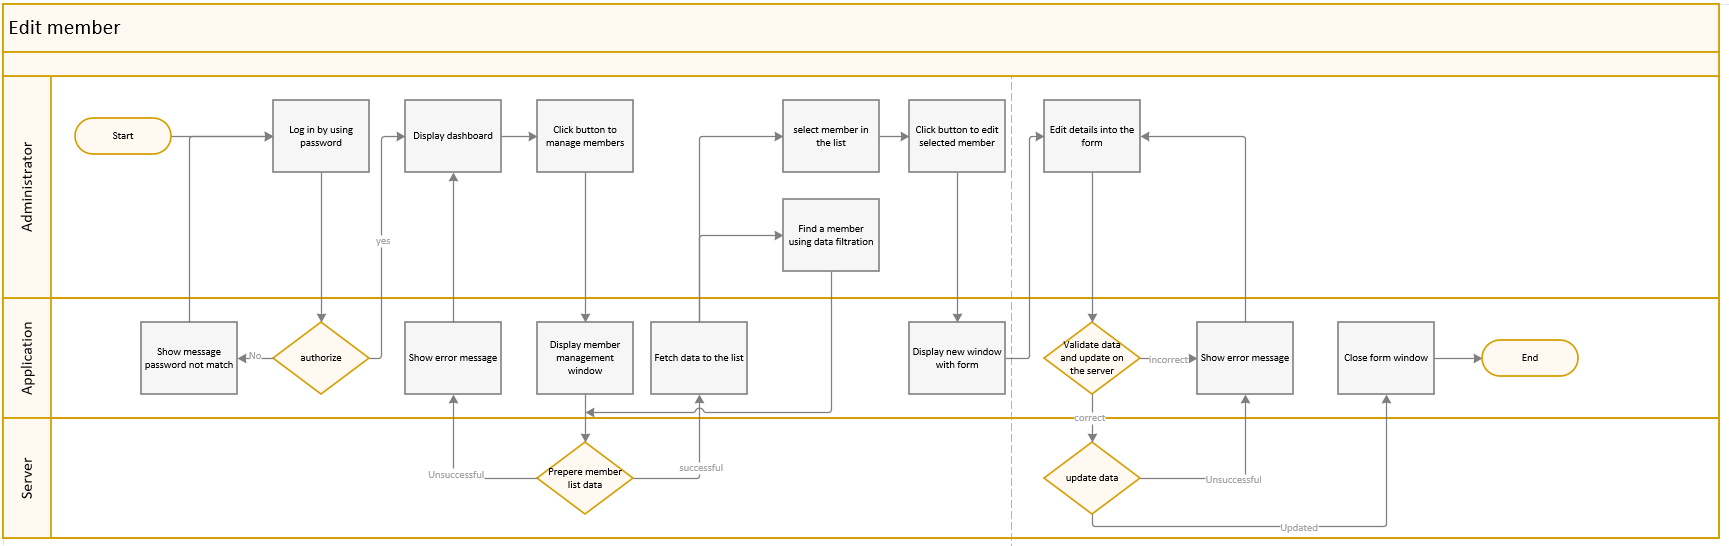 Edit member
Administrator
Start
Log in by using
password
Display dashboard
Click button to
manage members
select member in
the list
Click button to edit
selected member
Edit details into the
form
yes
Find a member
using data filtration
Application
Show message
password not match
No
authorize
Show error message
Display member
management
window
Fetch data to the list
Display new window
with form
Validate data
and update on
the server
incorrect
Show error message
Close form window
End
correct
Server
Unsuccessful
Prepere member
list data
successful
update data
Unsuccessful
Updated